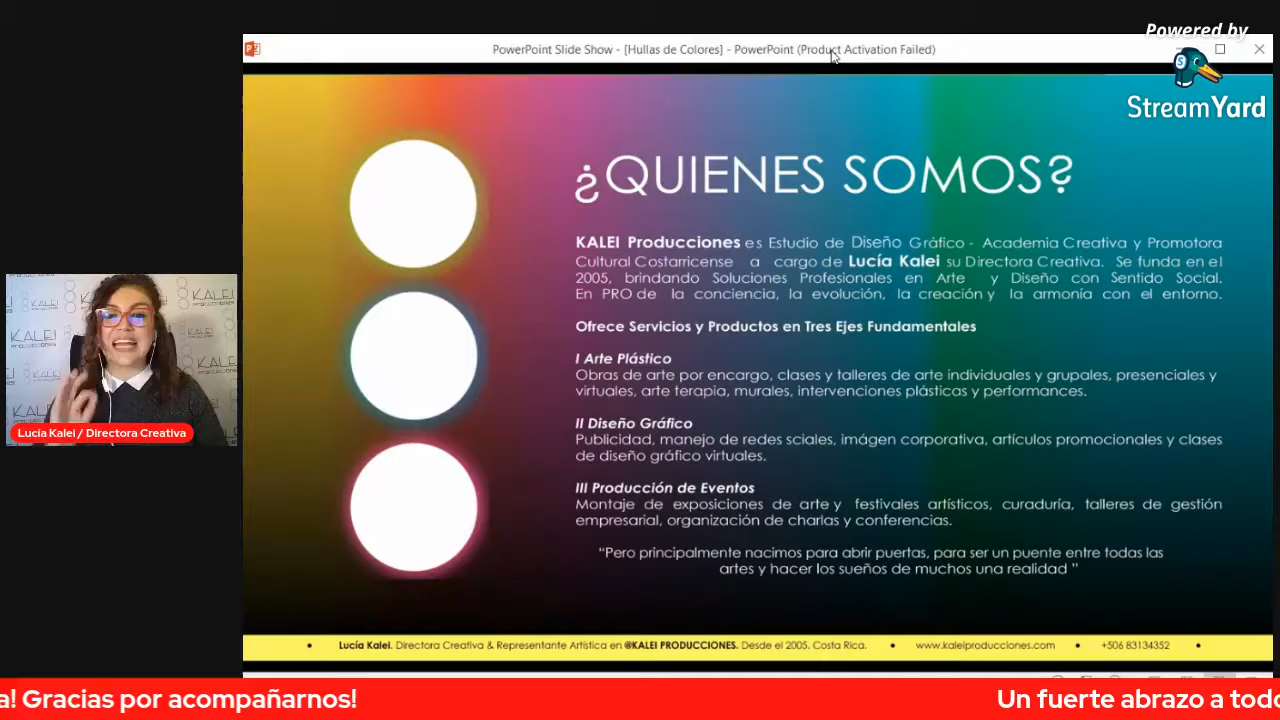 Powered by
StreamYard
PowerPoint Slide Show - [Hullas de Colores] - PowerPoint (Product Activation Failed)
¿QUIENES SOMOS?
KALEI Producciones es Estudio de Diseño Gráfico - Academia Creativa y Promotora
Cultural Costarricense a cargo de Lucía Kalei su Directora Creativa. Se funda en el
2005, brindando Soluciones Profesionales en Arte y Diseño con Sentido Social.
En PRO de la conciencia, la evolución, la creación y la armonía con el entorno.
Ofrece Servicios y Productos en Tres Ejes Fundamentales
I Arte Plástico
Obras de arte por encargo, clases y talleres de arte individuales y grupales, presenciales y
virtuales, arte terapia, murales, intervenciones plásticas y performances.
II Diseño Gráfico
Publicidad, manejo de redes sciales, imágen corporativa, artículos promocionales y clases
de diseño gráfico virtuales.
III Producción de Eventos
Montaje de exposiciones de arte y festivales artísticos, curaduría, talleres de gestión
empresarial, organización de charlas y conferencias.
“Pero principalmente nacimos para abrir puertas, para ser un puente entre todas las
artes y hacer los sueños de muchos una realidad ”
• Lucía Kalei. Directora Creativa & Representante Artística en @KALEI PRODUCCIONES. Desde el 2005. Costa Rica. • www.kaleiproducciones.com • +506 83134352 •
KALEI
PRODUCCIONES
Lucía Kalei / Directora Creativa
a! Gracias por acompañarnos! Un fuerte abrazo a todo